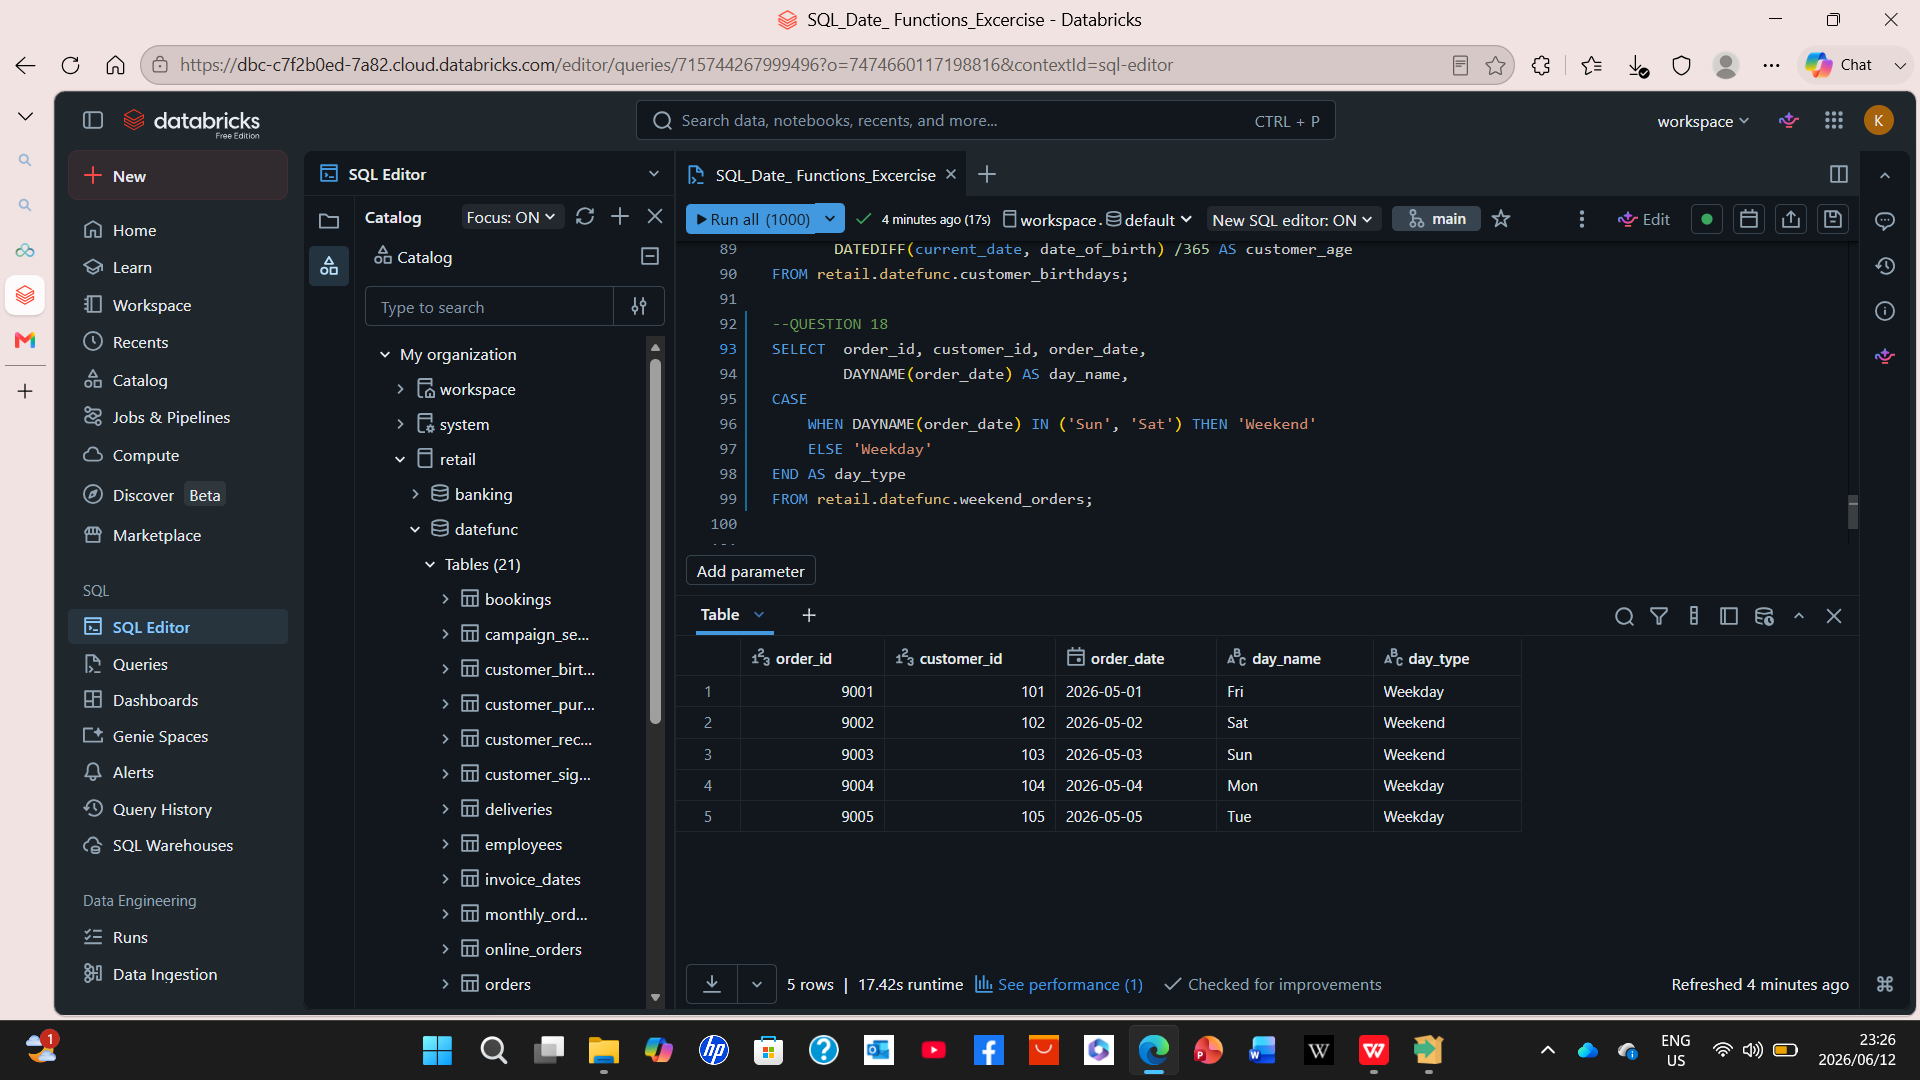 SQL_Date_ Functions_Excercise - Databricks
https://dbc-c7f2b0ed-7a82.cloud.databricks.com/editor/queries/715744267999496?o=7474660117198816&contextId=sql-editor
Chat
databricks
Free Edition
Search data, notebooks, recents, and more...
CTRL + P
workspace
K
New
Home
Learn
Workspace
Recents
Catalog
Jobs & Pipelines
Compute
Discover Beta
Marketplace
SQL
SQL Editor
Queries
Dashboards
Genie Spaces
Alerts
Query History
SQL Warehouses
Data Engineering
Runs
Data Ingestion
SQL Editor
Catalog
Focus: ON
Catalog
Type to search
My organization
workspace
system
retail
banking
datefunc
Tables (21)
bookings
campaign_se...
customer_birt...
customer_pur...
customer_rec...
customer_sig...
deliveries
employees
invoice_dates
monthly_ord...
online_orders
orders
SQL_Date_ Functions_Excercise
Run all (1000)
4 minutes ago (17s)
workspace.
default
New SQL editor: ON
main
Edit
89 DATEDIFF(current_date, date_of_birth) /365 AS customer_age
90 FROM retail.datefunc.customer_birthdays;
91
92 --QUESTION 18
93 SELECT order_id, customer_id, order_date,
94 DAYNAME(order_date) AS day_name,
95 CASE
96 WHEN DAYNAME(order_date) IN ('Sun', 'Sat') THEN 'Weekend'
97 ELSE 'Weekday'
98 END AS day_type
99 FROM retail.datefunc.weekend_orders;
100
Add parameter
Table
order_id customer_id order_date day_name day_type
1 9001 101 2026-05-01 Fri Weekday
2 9002 102 2026-05-02 Sat Weekend
3 9003 103 2026-05-03 Sun Weekend
4 9004 104 2026-05-04 Mon Weekday
5 9005 105 2026-05-05 Tue Weekday
5 rows | 17.42s runtime
See performance (1)
Checked for improvements
Refreshed 4 minutes ago
1
ENG
US
23:26
2026/06/12